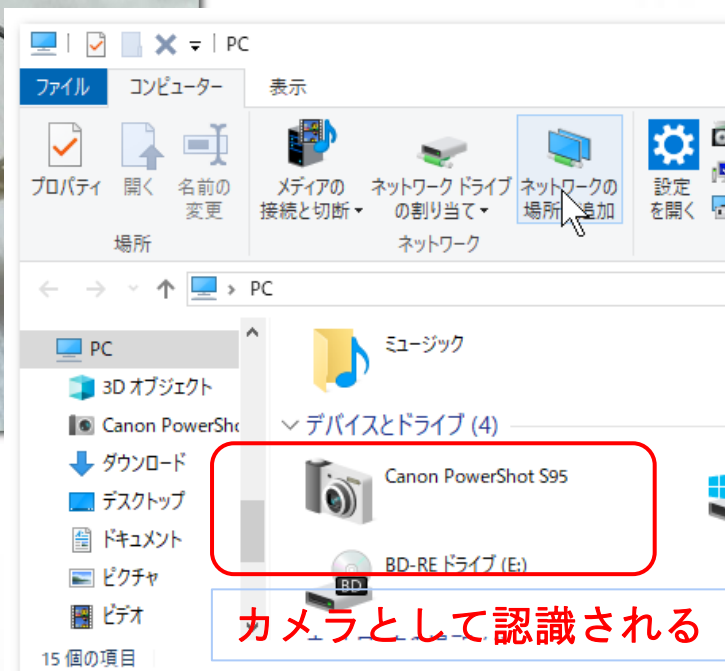 PC
ファイル コンピューター 表示
プロパティ 開く 名前の変更 メディアの接続と切断 ネットワーク ドライブの割り当て ネットワークの場所 追加 設定を開く
場所 ネットワーク
PC
PC
3D オブジェクト
Canon PowerSho
ダウンロード
デスクトップ
ドキュメント
ピクチャ
ビデオ
15 個の項目
ミュージック
デバイスとドライブ (4)
Canon PowerShot S95
BD-RE ドライブ (E:)
BD
カメラとして認識される